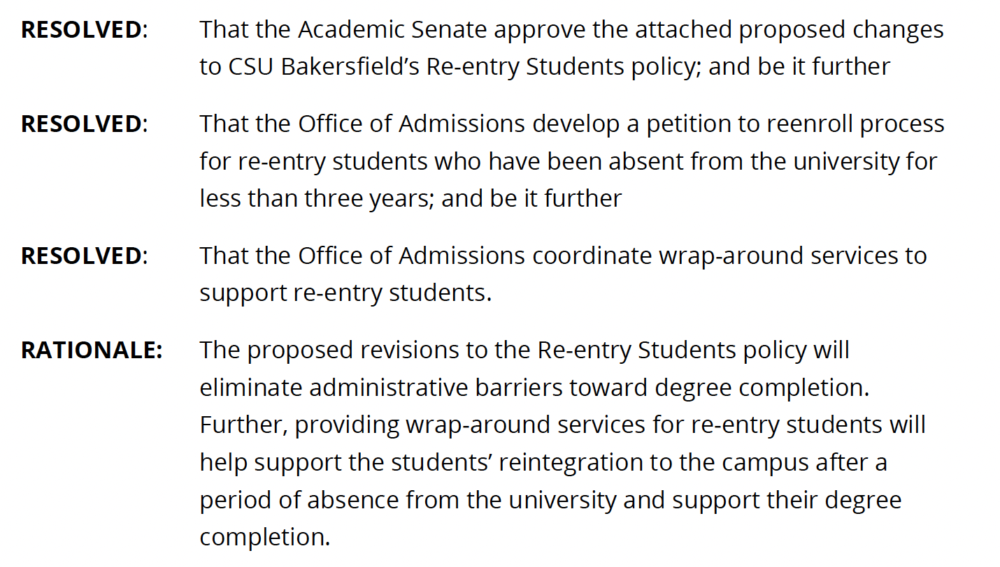 RESOLVED: That the Academic Senate approve the attached proposed changes
to CSU Bakersfield’s Re-entry Students policy; and be it further
RESOLVED: That the Office of Admissions develop a petition to reenroll process
for re-entry students who have been absent from the university for
less than three years; and be it further
RESOLVED: That the Office of Admissions coordinate wrap-around services to
support re-entry students.
RATIONALE: The proposed revisions to the Re-entry Students policy will
eliminate administrative barriers toward degree completion.
Further, providing wrap-around services for re-entry students will
help support the students’ reintegration to the campus after a
period of absence from the university and support their degree
completion.